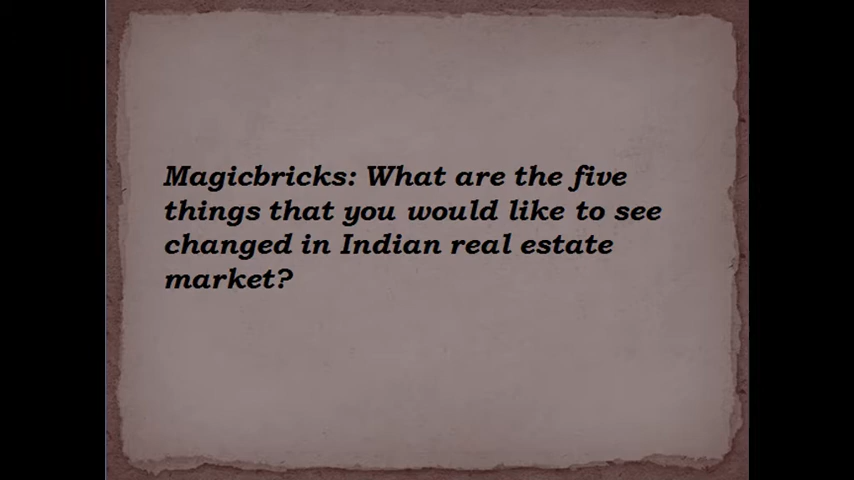 Magicbricks: What are the five
things that you would like to see
changed in Indian real estate
market?